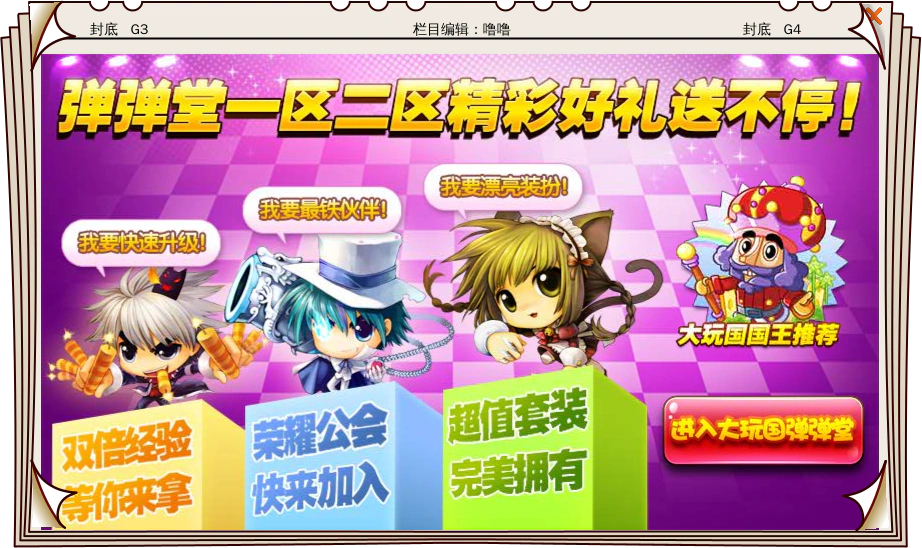 封底 G3 栏目编辑：噜噜 封底 G4
弹弹堂一区二区精彩好礼送不停！
我要漂亮装扮！
我要最铁伙伴！
我要快速升级！
大玩国国王推荐
进入大玩国弹弹堂
双倍经验
等你来拿
荣耀公会
快来加入
超值套装
完美拥有